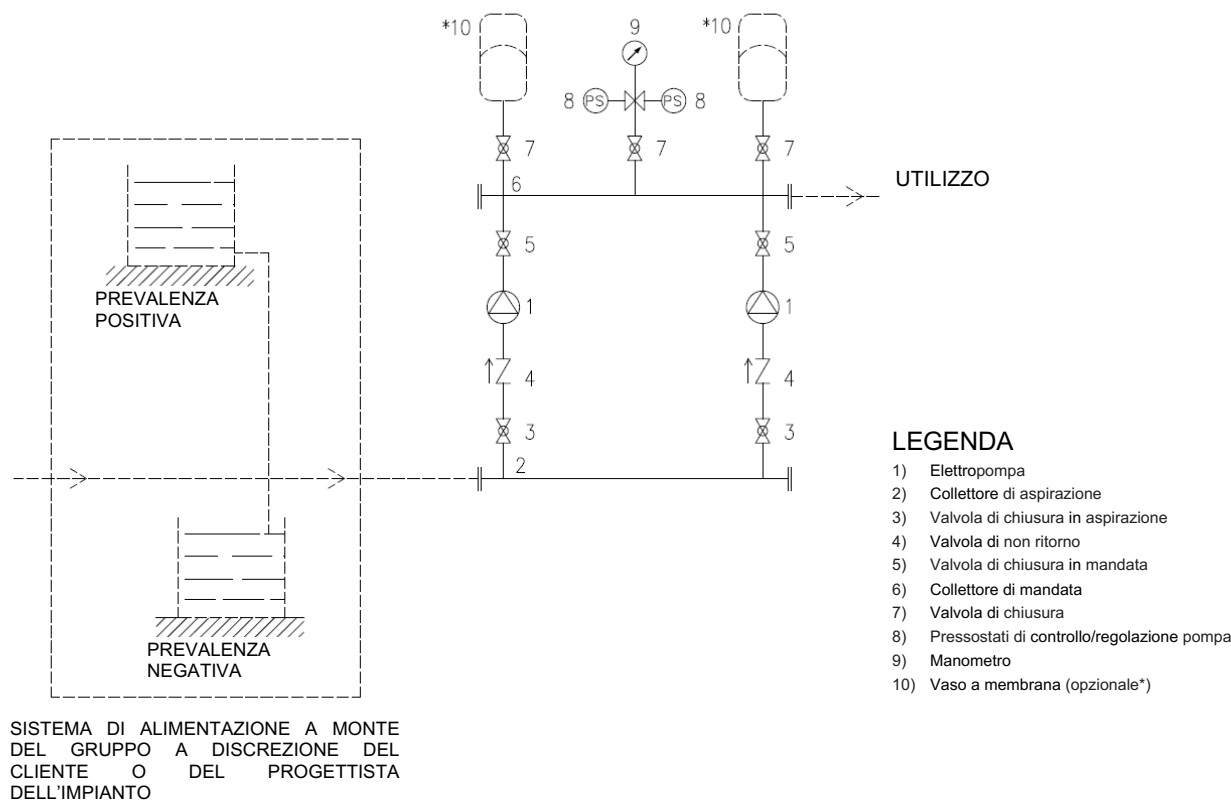 *10
9
*10
8 PS PS 8
7 7 7
6
UTILIZZO
5 5
1 1
4 4
3 3
2
PREVALENZA
POSITIVA
PREVALENZA
NEGATIVA
SISTEMA DI ALIMENTAZIONE A MONTE
DEL GRUPPO A DISCREZIONE DEL
CLIENTE O DEL PROGETTISTA
DELL'IMPIANTO
LEGENDA
1) Elettropompa
2) Collettore di aspirazione
3) Valvola di chiusura in aspirazione
4) Valvola di non ritorno
5) Valvola di chiusura in mandata
6) Collettore di mandata
7) Valvola di chiusura
8) Pressostati di controllo/regolazione pompa
9) Manometro
10) Vaso a membrana (opzionale*)